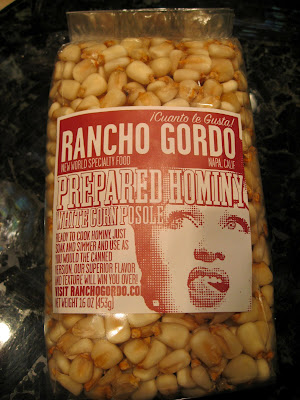 ¡Cuanto le Gusta!
RANCHO GORDO
NEW WORLD SPECIALTY FOOD NAPA, CALIF
PREPARED HOMINY
WHITE CORN POSOLE
READY TO COOK HOMINY. JUST
SOAK AND SIMMER AND USE AS
YOU WOULD THE CANNED
VERSION. OUR SUPERIOR FLAVOR
AND TEXTURE WILL WIN YOU OVER!
VISIT RANCHOGORDO.CO
NET WEIGHT 16 OZ (453g)